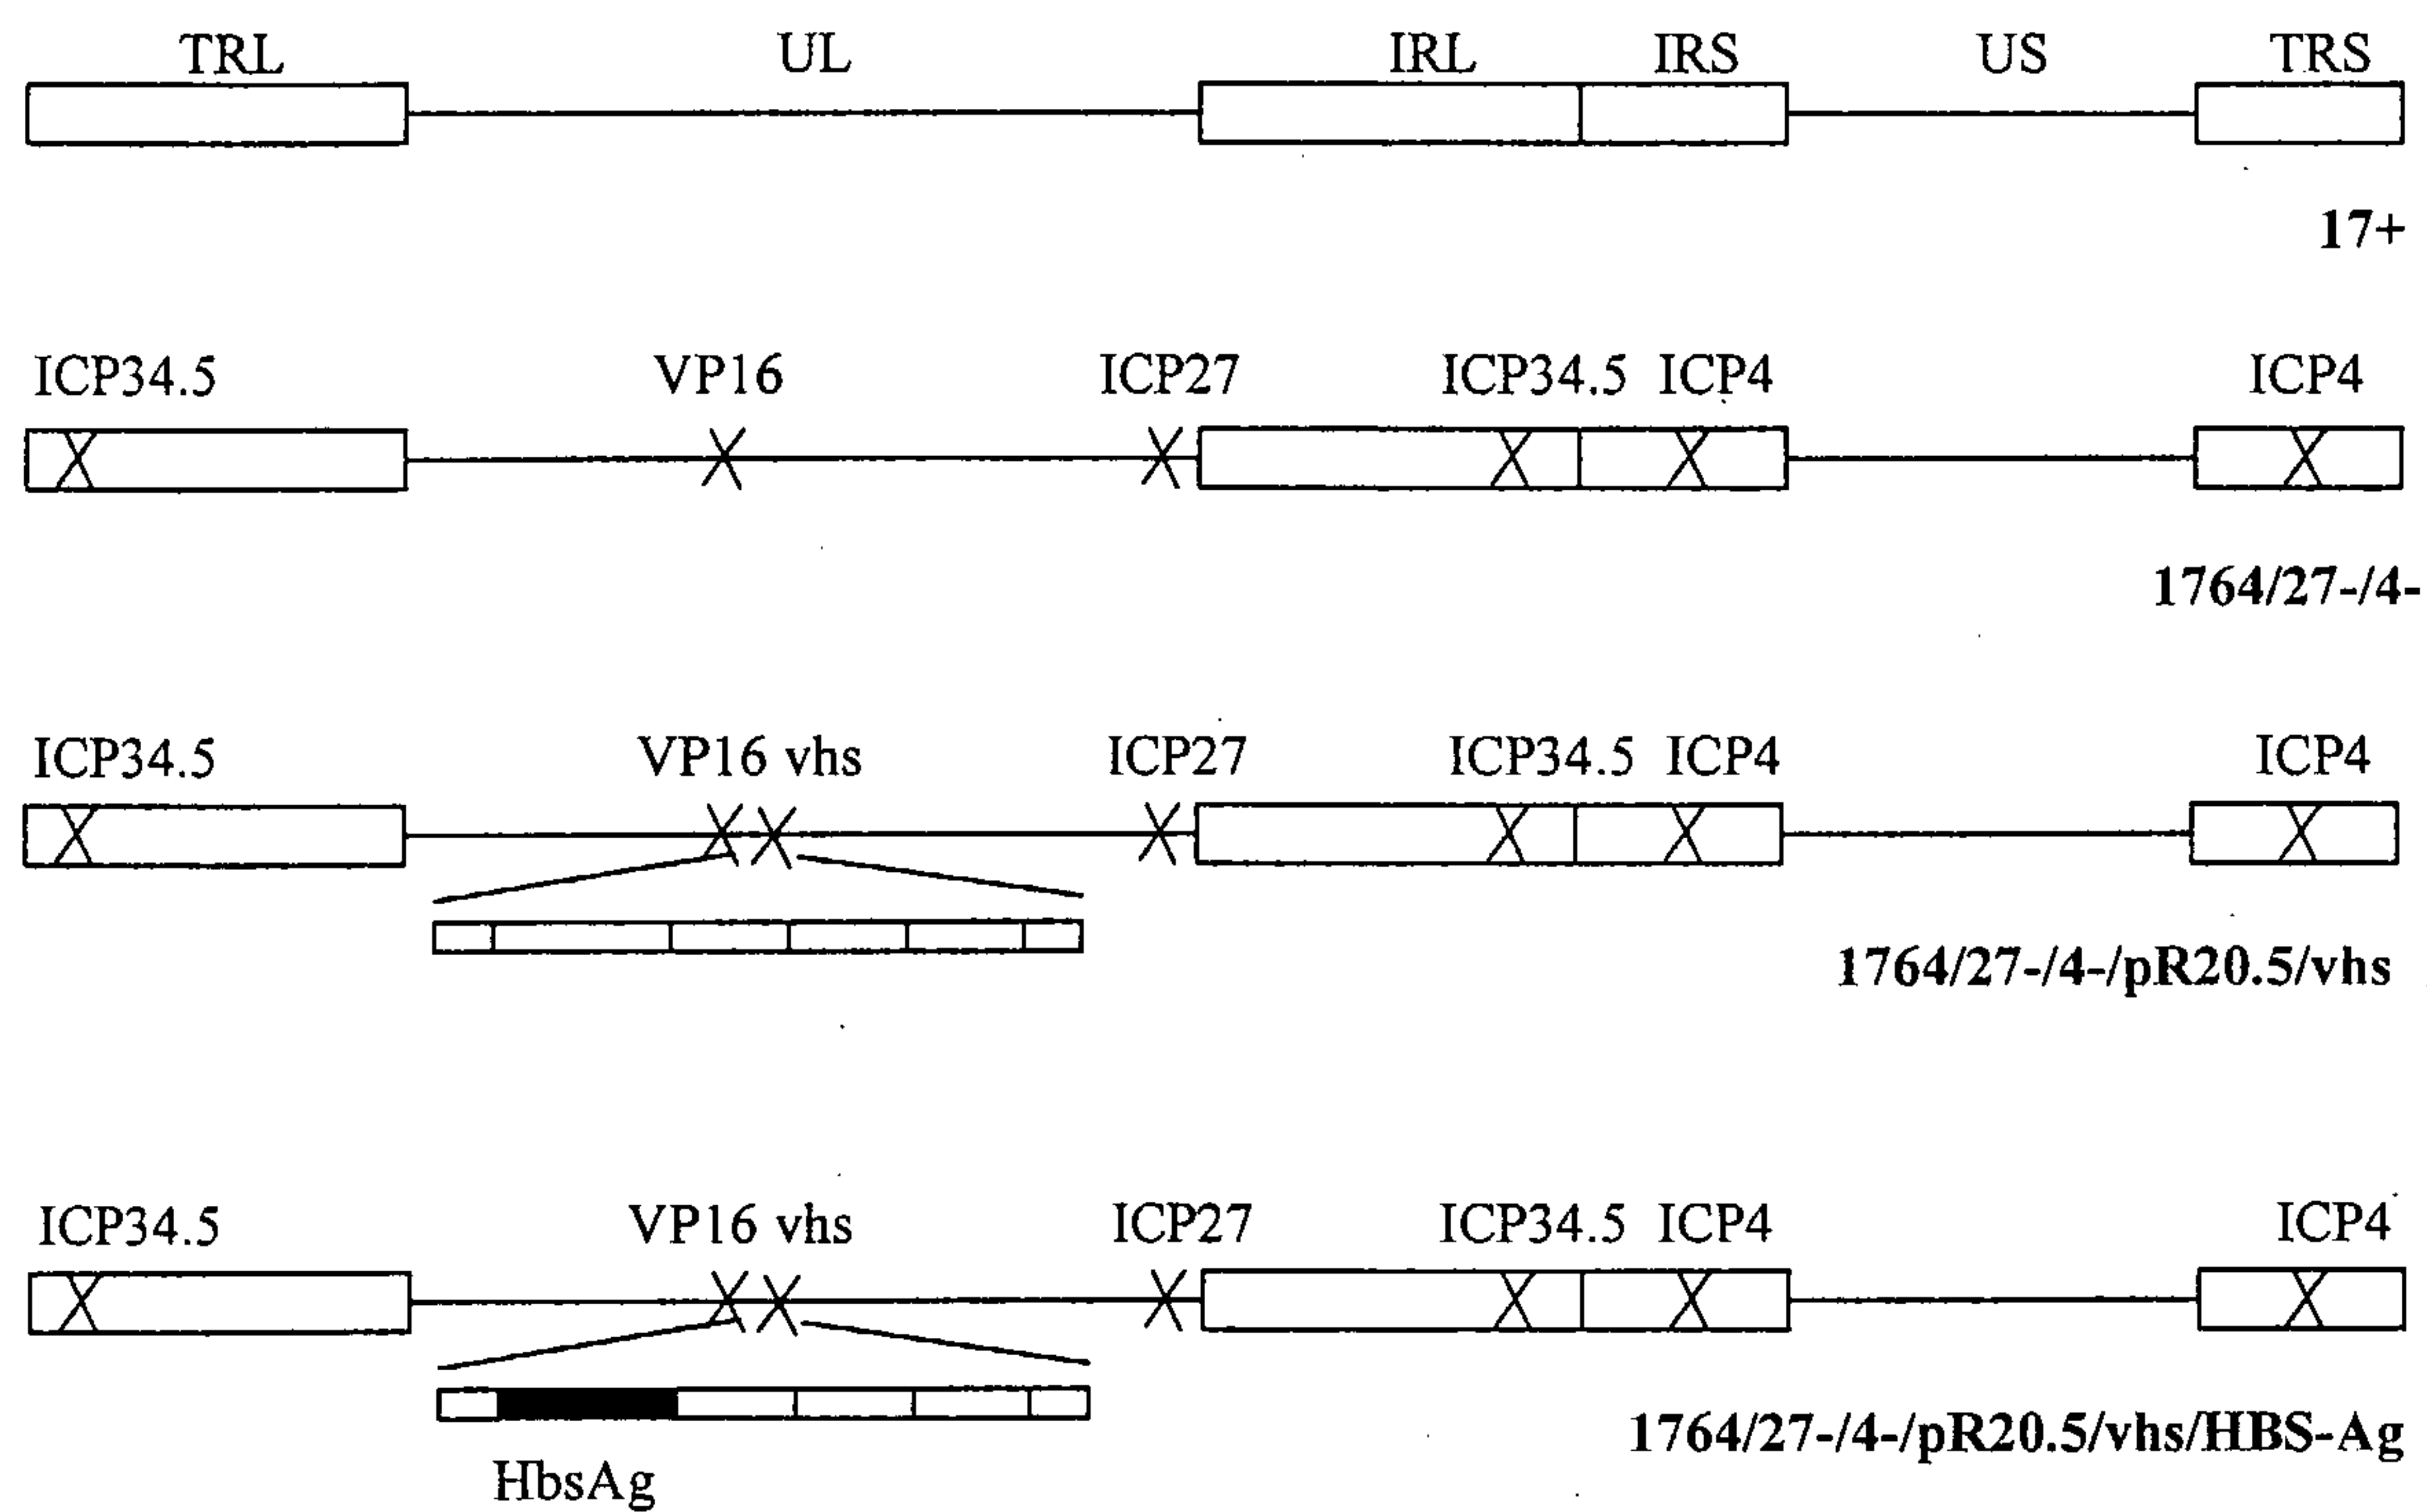 TRL UL IRL IRS US TRS
17+
ICP34.5 VP16 ICP27 ICP34.5 ICP4 ICP4
1764/27-/4-
ICP34.5 VP16 vhs ICP27 ICP34.5 ICP4 ICP4
1764/27-/4-/pR20.5/vhs
ICP34.5 VP16 vhs ICP27 ICP34.5 ICP4 ICP4
1764/27-/4-/pR20.5/vhs/HBS-Ag
HbsAg